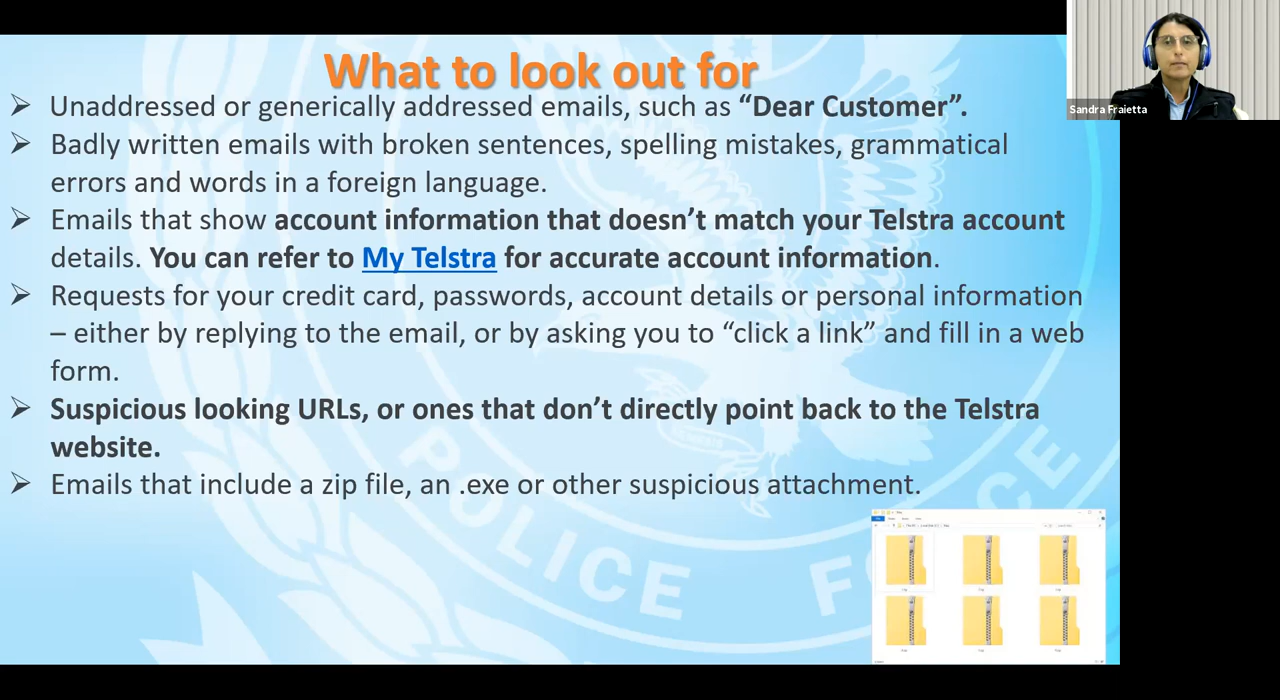 What to look out for
Sandra Fraietta
➢ Unaddressed or generically addressed emails, such as “Dear Customer”.
➢ Badly written emails with broken sentences, spelling mistakes, grammatical
errors and words in a foreign language.
➢ Emails that show account information that doesn’t match your Telstra account
details. You can refer to My Telstra for accurate account information.
➢ Requests for your credit card, passwords, account details or personal information
– either by replying to the email, or by asking you to “click a link” and fill in a web
form.
➢ Suspicious looking URLs, or ones that don’t directly point back to the Telstra
website.
➢ Emails that include a zip file, an .exe or other suspicious attachment.
POLICE